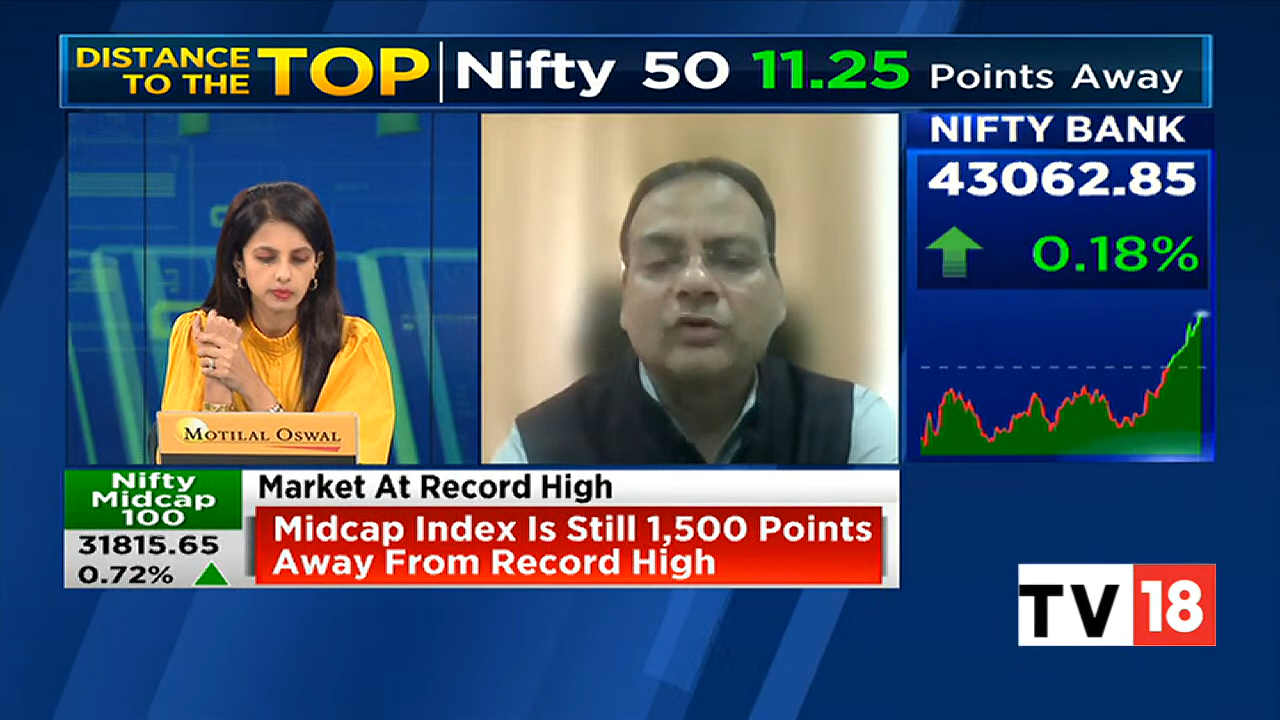 DISTANCE
TO THE
TOP
Nifty 50 11.25 Points Away
NIFTY BANK
43062.85
0.18%
MOTILAL OSWAL
Nifty
Midcap
100
31815.65
0.72%
Market At Record High
Midcap Index Is Still 1,500 Points
Away From Record High
TV18